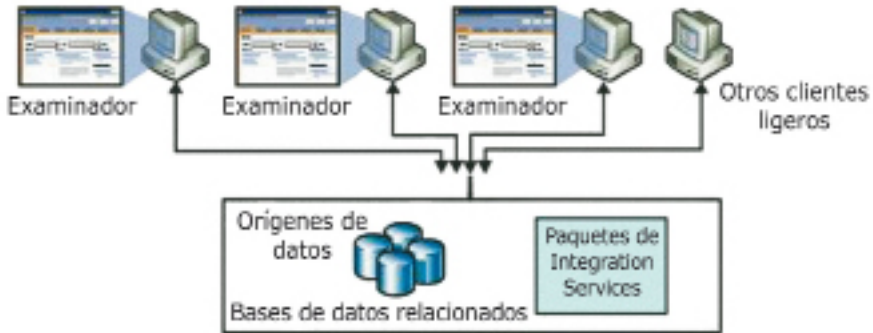 Examinador
Examinador
Examinador
Otros clientes
ligeros
Orígenes de
datos
Bases de datos relacionados
Paquetes de
Integration
Services